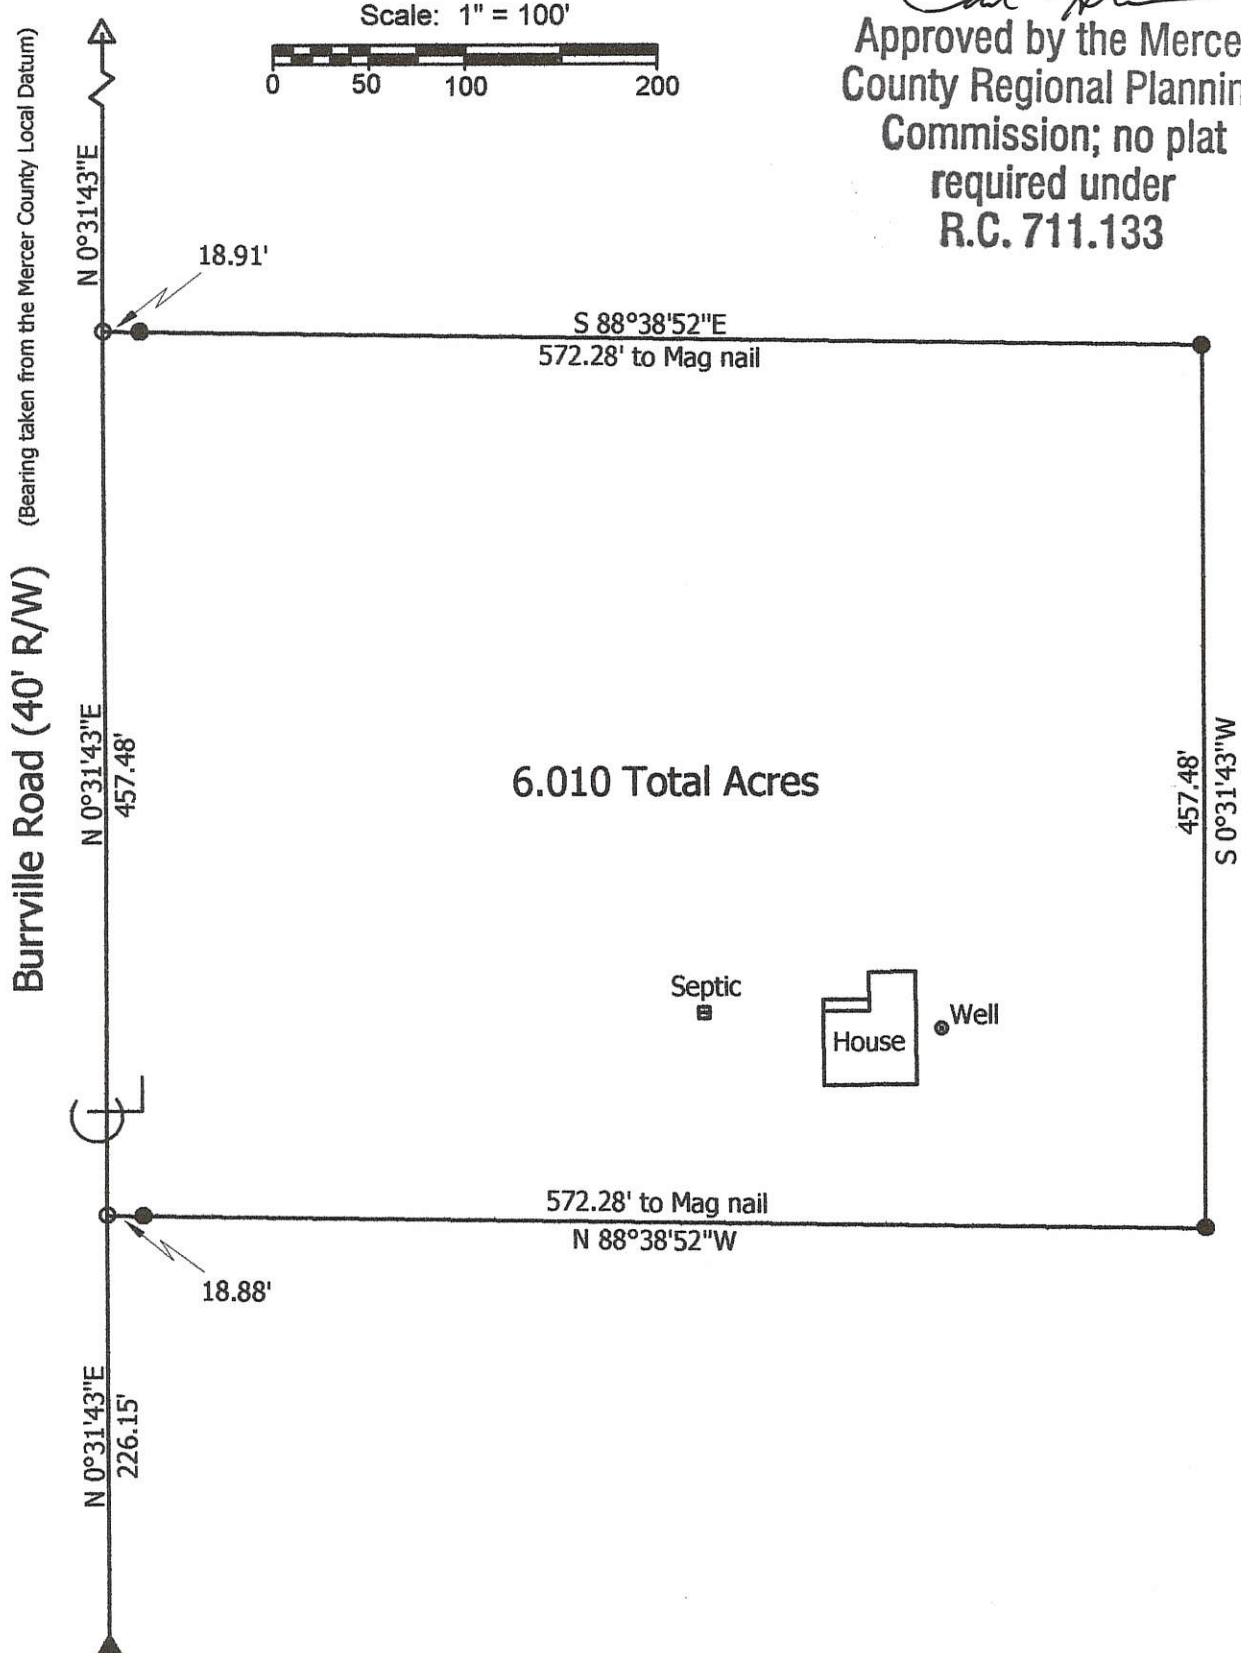 Scale: 1" = 100'
0 50 100 200
Approved by the Merce
County Regional Plannin
Commission; no plat
required under
R.C. 711.133
(Bearing taken from the Mercer County Local Datum)
N 0°31'43"E
18.91'
S 88°38'52"E
572.28' to Mag nail
Burrville Road (40' R/W)
N 0°31'43"E
457.48'
6.010 Total Acres
457.48'
S 0°31'43"W
Septic
House
Well
572.28' to Mag nail
N 88°38'52"W
18.88'
N 0°31'43"E
226.15'